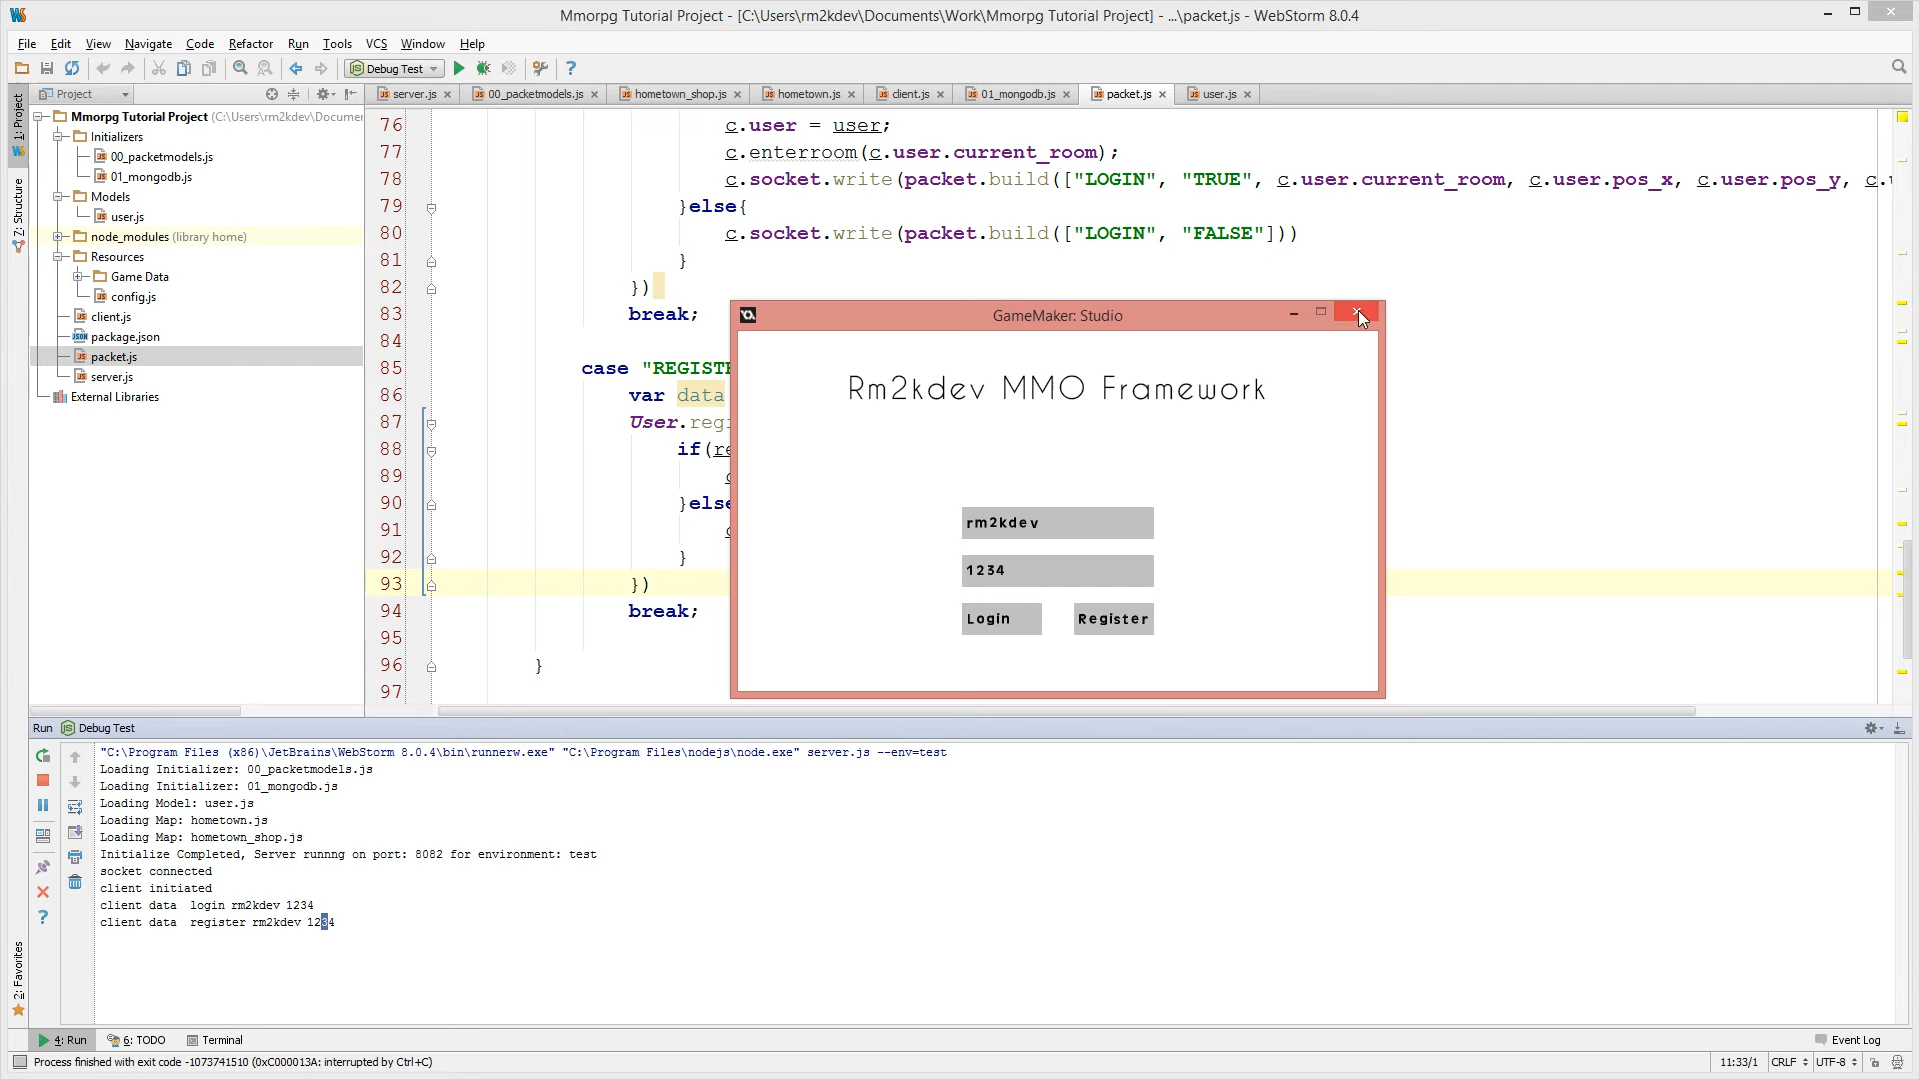 Mmorpg Tutorial Project - [C:\Users\rm2kdev\Documents\Work\Mmorpg Tutorial Project] - ...\packet.js - WebStorm 8.0.4
File Edit View Navigate Code Refactor Run Tools VCS Window Help
Debug Test
Project
server.js 00_packetmodels.js hometown_shop.js hometown.js client.js 01_mongodb.js packet.js user.js
1: Project
Z: Structure
2: Favorites
Mmorpg Tutorial Project (C:\Users\rm2kdev\Documer
Initializers
00_packetmodels.js
01_mongodb.js
Models
user.js
node_modules (library home)
Resources
Game Data
config.js
client.js
package.json
packet.js
server.js
External Libraries
76 c.user = user;
77 c.enterroom(c.user.current_room);
78 c.socket.write(packet.build(["LOGIN", "TRUE", c.user.current_room, c.user.pos_x, c.user.pos_y, c.u
79 }else{
80 c.socket.write(packet.build(["LOGIN", "FALSE"]))
81 }
82 })
83 break;
84
85 case "REGISTE
86 var data
87 User.regi
88 if(re
89 c
90 }else
91 c
92 }
93 })
94 break;
95
96 }
97
GameMaker: Studio
Rm2kdev MMO Framework
rm2kdev
1234
Login Register
Run Debug Test
"C:\Program Files (x86)\JetBrains\WebStorm 8.0.4\bin\runnerw.exe" "C:\Program Files\nodejs\node.exe" server.js --env=test
Loading Initializer: 00_packetmodels.js
Loading Initializer: 01_mongodb.js
Loading Model: user.js
Loading Map: hometown.js
Loading Map: hometown_shop.js
Initialize Completed, Server runnng on port: 8082 for environment: test
socket connected
client initiated
client data login rm2kdev 1234
client data register rm2kdev 1234
4: Run 6: TODO Terminal Event Log
Process finished with exit code -1073741510 (0xC000013A: interrupted by Ctrl+C) 11:33/1 CRLF UTF-8